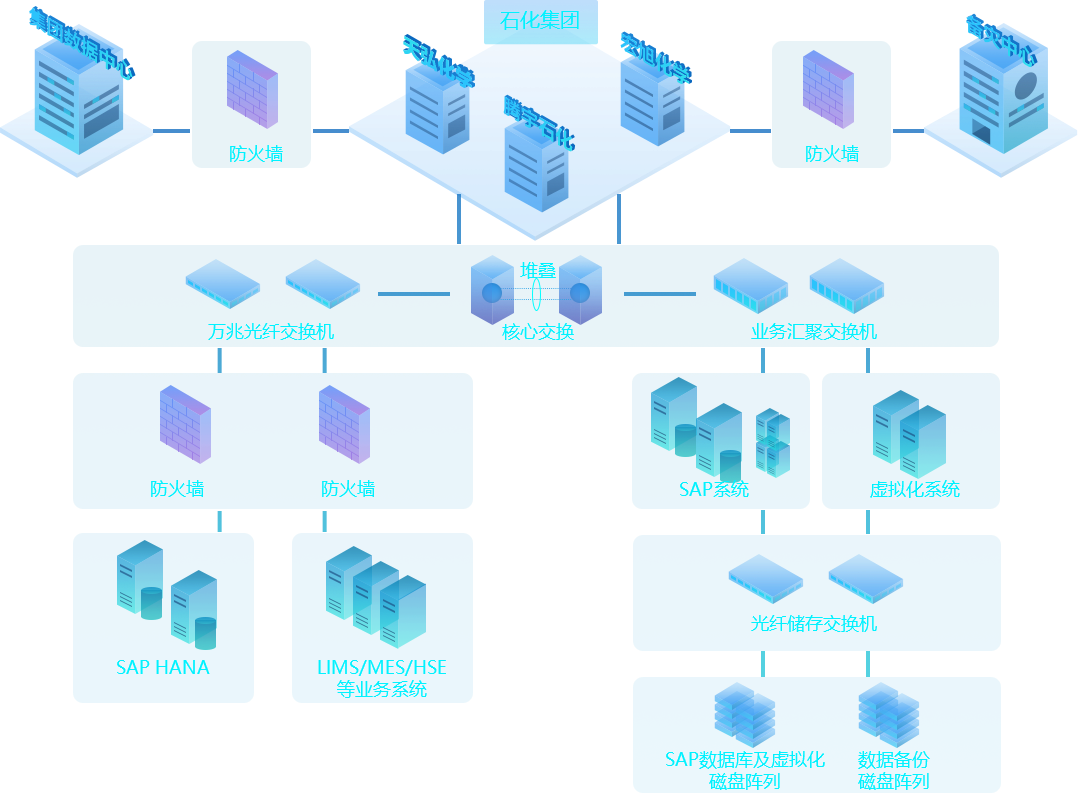 石化集团
集团数据中心
天弘化学
宏旭化学
备灾中心
腾宇石化
防火墙
防火墙
堆叠
万兆光纤交换机
核心交换
业务汇聚交换机
防火墙
防火墙
SAP系统
虚拟化系统
光纤储存交换机
SAP HANA
LIMS/MES/HSE
等业务系统
SAP数据库及虚拟化
磁盘阵列
数据备份
磁盘阵列